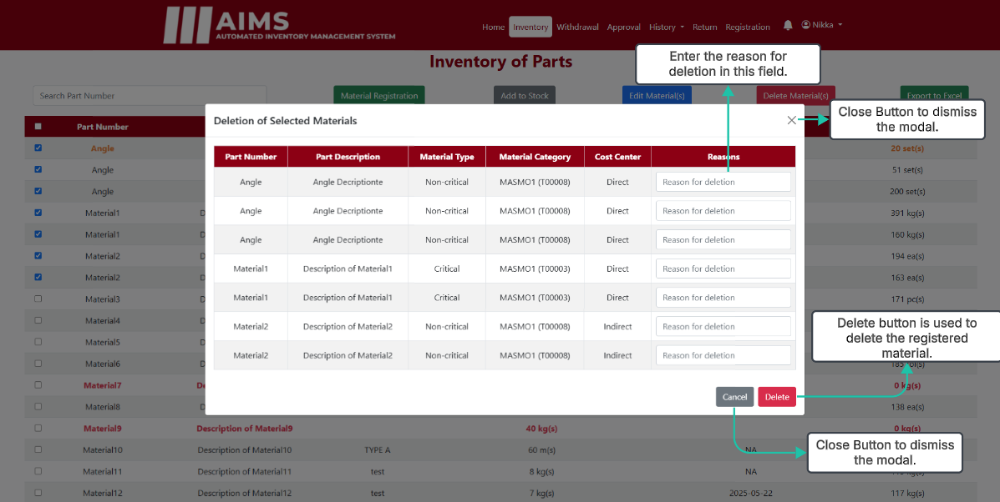 AIMS
AUTOMATED INVENTORY MANAGEMENT SYSTEM
Home Inventory Withdrawal Approval History Return Registration Nikka
Inventory of Parts
Enter the reason for
deletion in this field.
Search Part Number Material Registration Add to Stock Edit Material(s) Delete Material(s) Export to Excel
Close Button to dismiss
the modal.
Deletion of Selected Materials
Part Number Part Description Material Type Material Category Cost Center Reasons
Angle Angle Decriptionte Non-critical MASMO1 (T00008) Direct Reason for deletion
Angle Angle Decriptionte Non-critical MASMO1 (T00008) Direct Reason for deletion
Angle Angle Decriptionte Non-critical MASMO1 (T00008) Direct Reason for deletion
Material1 Description of Material1 Critical MASMO1 (T00003) Direct Reason for deletion
Material1 Description of Material1 Critical MASMO1 (T00003) Direct Reason for deletion
Material2 Description of Material2 Non-critical MASMO1 (T00008) Indirect Reason for deletion
Material2 Description of Material2 Non-critical MASMO1 (T00008) Indirect Reason for deletion
Cancel Delete
Delete button is used to
delete the registered
material.
Close Button to dismiss
the modal.
Part Number
Angle 20 set(s)
Angle 51 set(s)
Angle 200 set(s)
Material1 391 kg(s)
Material1 160 kg(s)
Material2 194 ea(s)
Material2 163 ea(s)
Material3 171 pc(s)
Material4
Material5
Material6
Material7 0 kg(s)
Material8 138 ea(s)
Material9 Description of Material9 40 kg(s) 0 kg(s)
Material10 Description of Material10 TYPE A 60 m(s) NA
Material11 Description of Material11 test 8 kg(s) NA
Material12 Description of Material12 test 7 kg(s) 2025-05-22 117 kg(s)